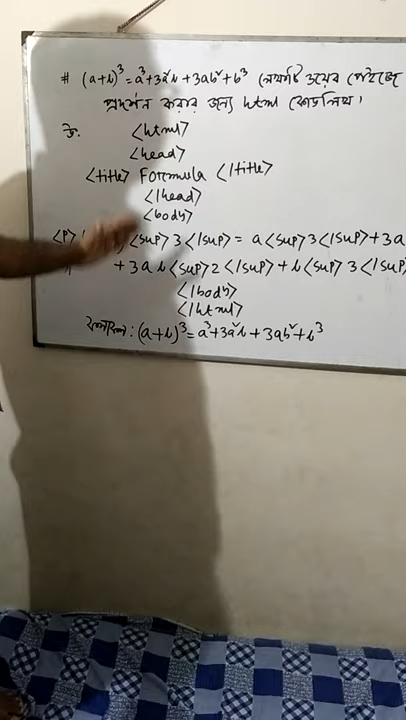 # (a+b)³ = a³+3a²b+3ab²+b³ লেখাটি ওয়েব পেইজে
প্রদর্শন করার জন্য html কোড লিখ।
উ: <html>
<head>
<title> Formula </title>
</head>
<body>
<P> <sup> 3 </sup> = a <sup> 3 </sup> + 3a
+ 3ab <sup> 2 </sup> + b <sup> 3 </sup>
</body>
</html>
ফলাফল: (a+b)³ = a³+3a²b+3ab²+b³